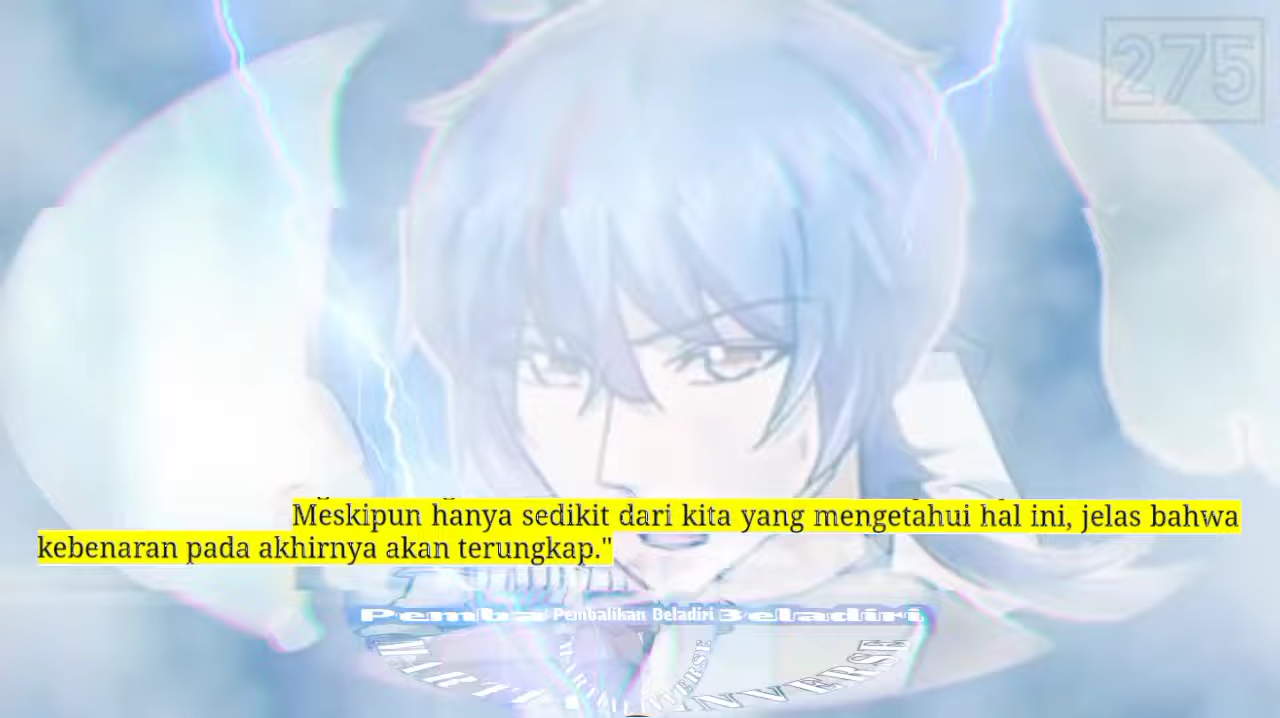 275
Meskipun hanya sedikit dari kita yang mengetahui hal ini, jelas bahwa
kebenaran pada akhirnya akan terungkap."
Pembalikan Beladiri